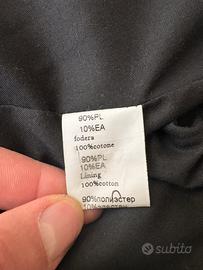 90%PL
10%EA
fodera
100%cotone
90%PL
10%EA
Lining
100%cotton
90%полиэстер
subito